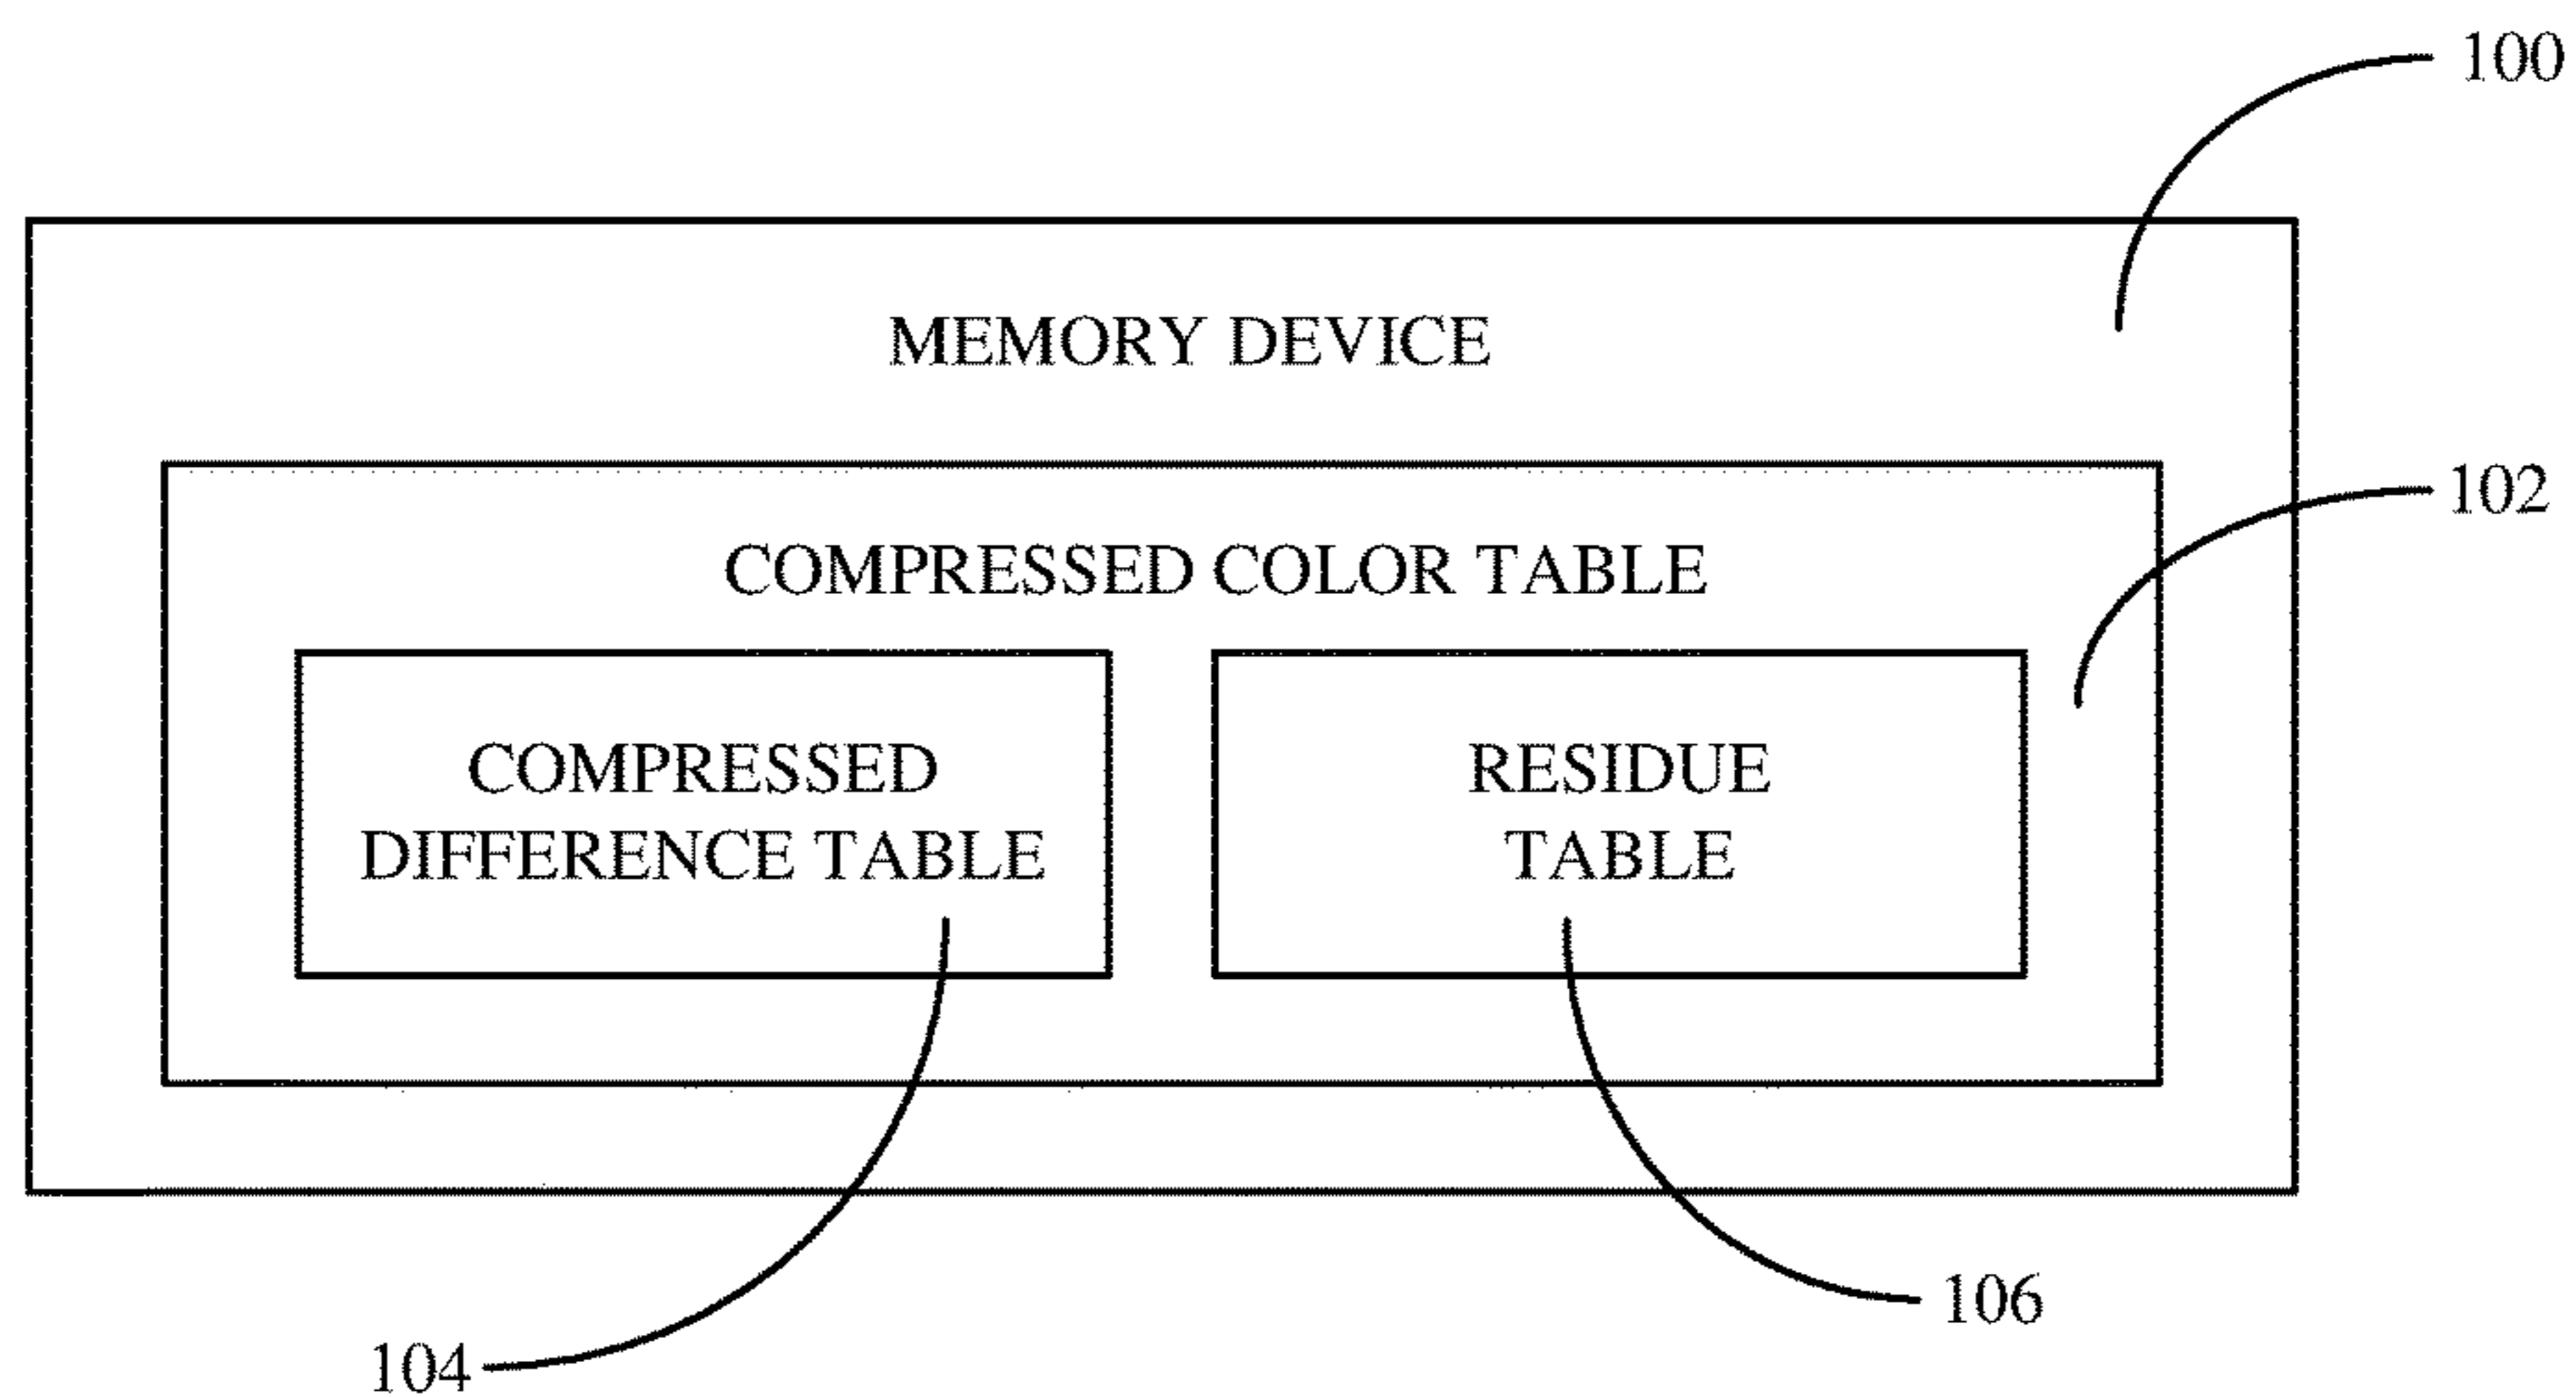 100
MEMORY DEVICE
102
COMPRESSED COLOR TABLE
COMPRESSED
DIFFERENCE TABLE
RESIDUE
TABLE
106
104